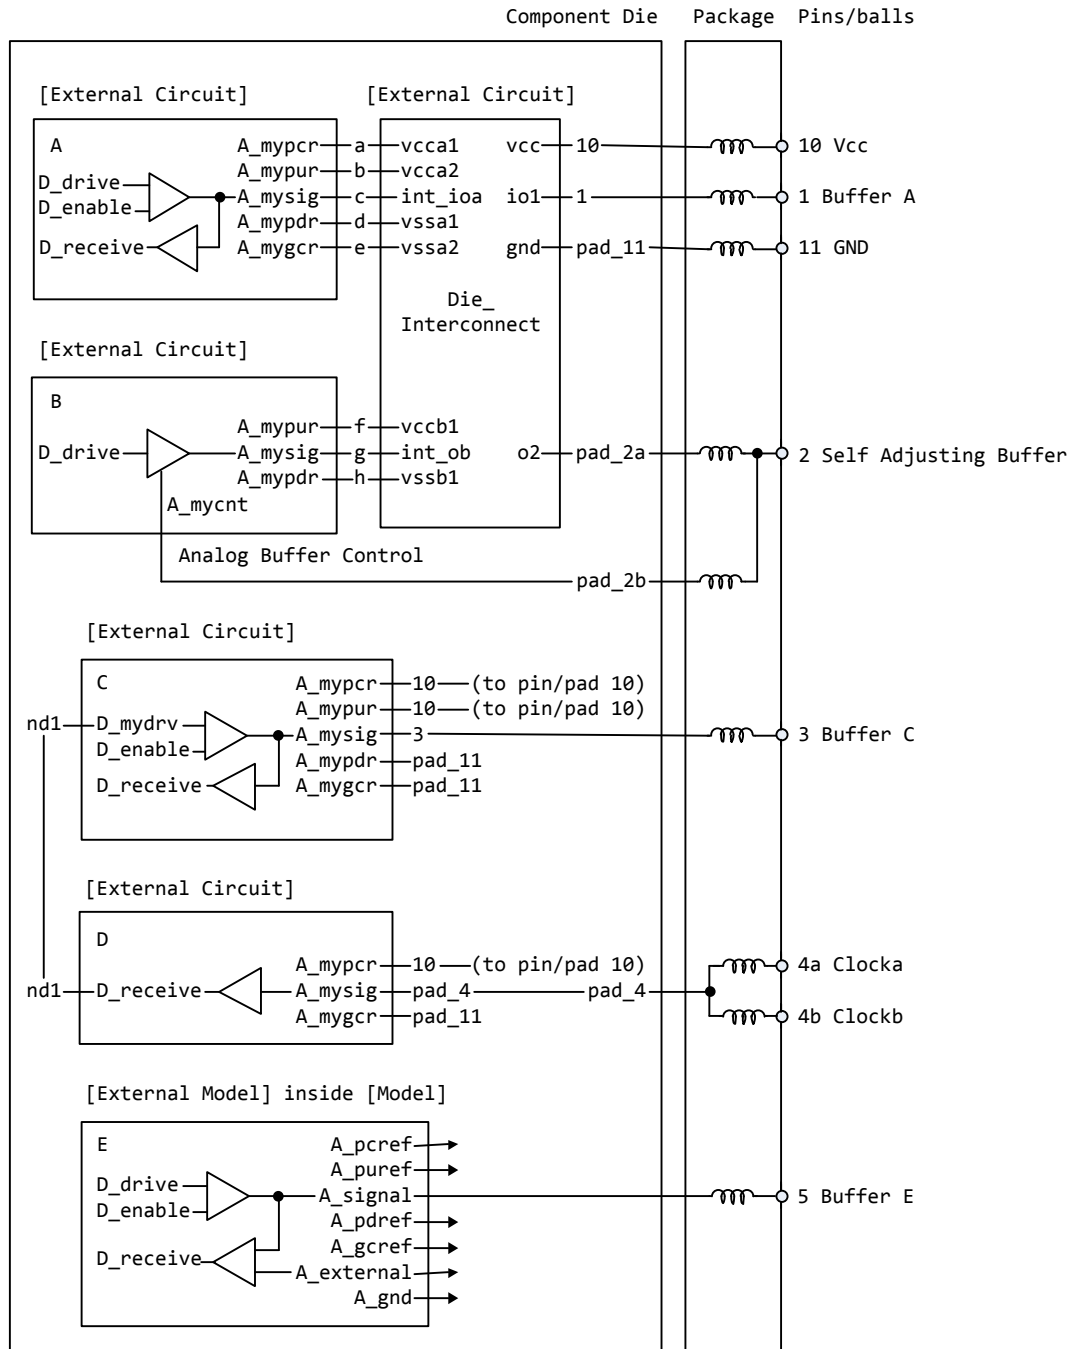 Component Die Package Pins/balls
[External Circuit] [External Circuit]
A A_mypcr a vcca1 vcc 10 10 Vcc
A_mypur b vcca2
D_drive A_mysig c int_ioa io1 1 1 Buffer A
D_enable A_mypdr d vssa1
D_receive A_mygcr e vssa2 gnd pad_11 11 GND
Die_
Interconnect
[External Circuit]
B
A_mypur f vccb1
D_drive A_mysig g int_ob o2 pad_2a 2 Self Adjusting Buffer
A_mypdr h vssb1
A_mycnt
Analog Buffer Control
pad_2b
[External Circuit]
C A_mypcr 10 (to pin/pad 10)
A_mypur 10 (to pin/pad 10)
nd1 D_mydrv A_mysig 3 3 Buffer C
D_enable A_mypdr pad_11
D_receive A_mygcr pad_11
[External Circuit]
D
A_mypcr 10 (to pin/pad 10) 4a Clocka
nd1 D_receive A_mysig pad_4 pad_4
A_mygcr pad_11 4b Clockb
[External Model] inside [Model]
E A_pcref
A_puref
D_drive A_signal 5 Buffer E
D_enable A_pdref
A_gcref
D_receive A_external
A_gnd